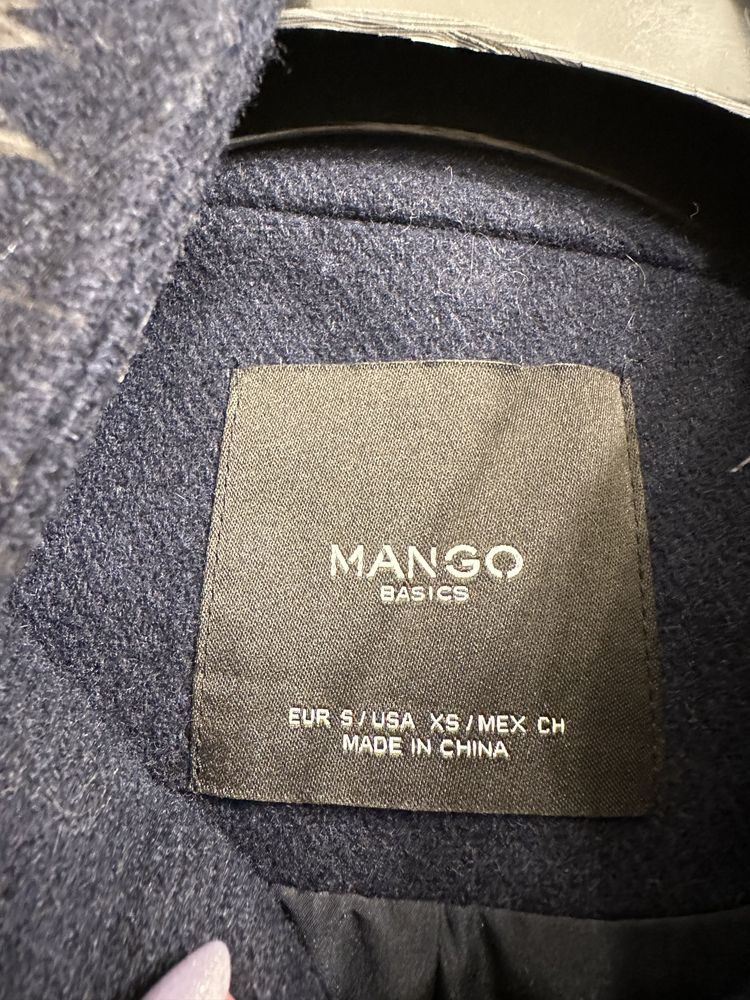 MANGO
BASICS
EUR S / USA XS / MEX CH
MADE IN CHINA